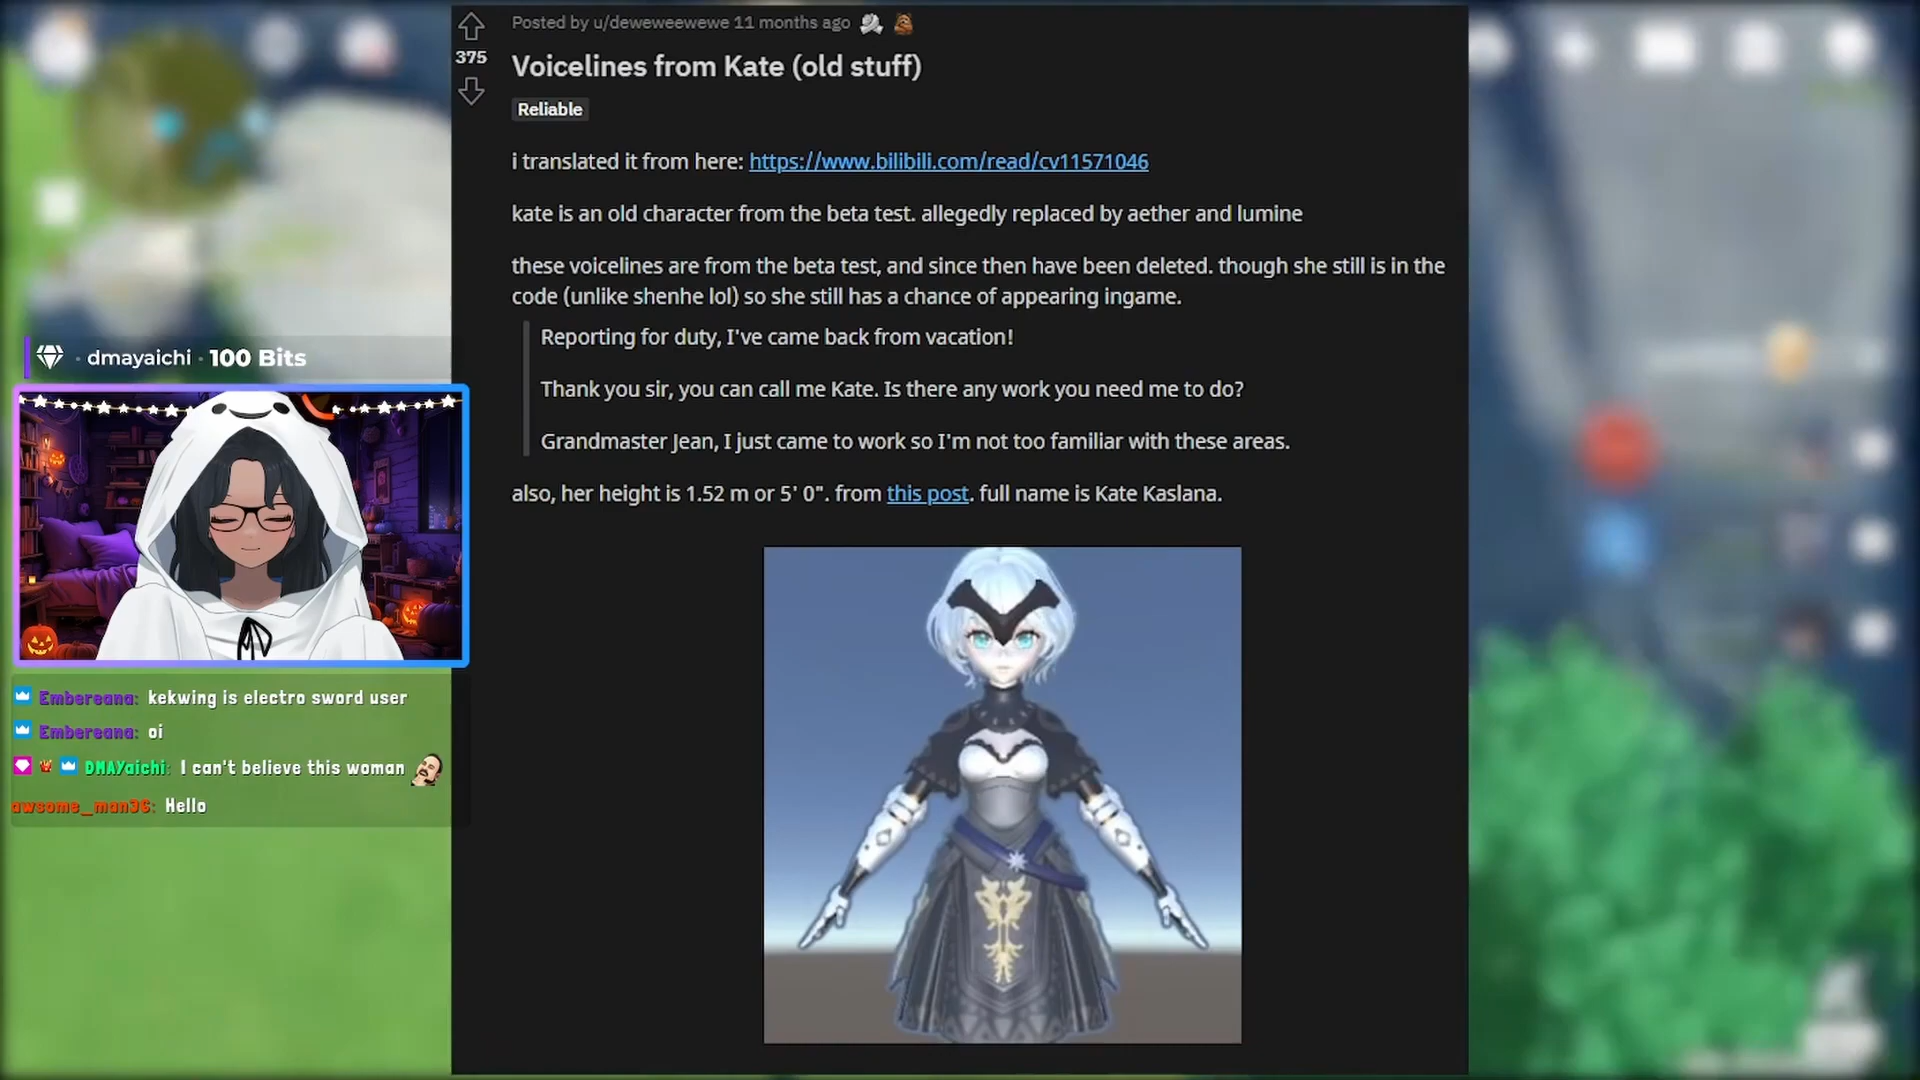 Posted by u/deweweewewe 11 months ago
375
Voicelines from Kate (old stuff)
Reliable
i translated it from here: https://www.bilibili.com/read/cv11571046
kate is an old character from the beta test. allegedly replaced by aether and lumine
these voicelines are from the beta test, and since then have been deleted. though she still is in the
code (unlike shenhe lol) so she still has a chance of appearing ingame.
Reporting for duty, I've came back from vacation!
Thank you sir, you can call me Kate. Is there any work you need me to do?
Grandmaster Jean, I just came to work so I'm not too familiar with these areas.
also, her height is 1.52 m or 5' 0". from this post. full name is Kate Kaslana.
· dmayaichi · 100 Bits
Embereana: kekwing is electro sword user
Embereana: oi
DMAYaichi: I can't believe this woman
awsome_man36: Hello